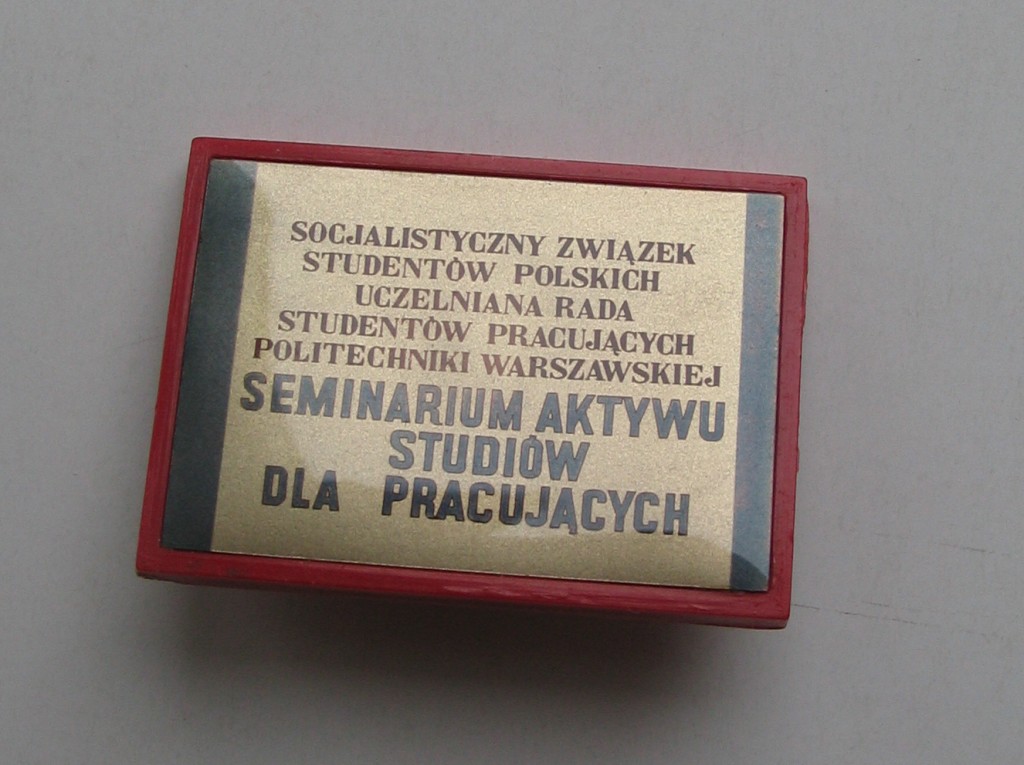 SOCJALISTYCZNY ZWIĄZEK
STUDENTÓW POLSKICH
UCZELNIANA RADA
STUDENTÓW PRACUJĄCYCH
POLITECHNIKI WARSZAWSKIEJ
SEMINARIUM AKTYWU
STUDIÓW
DLA PRACUJĄCYCH